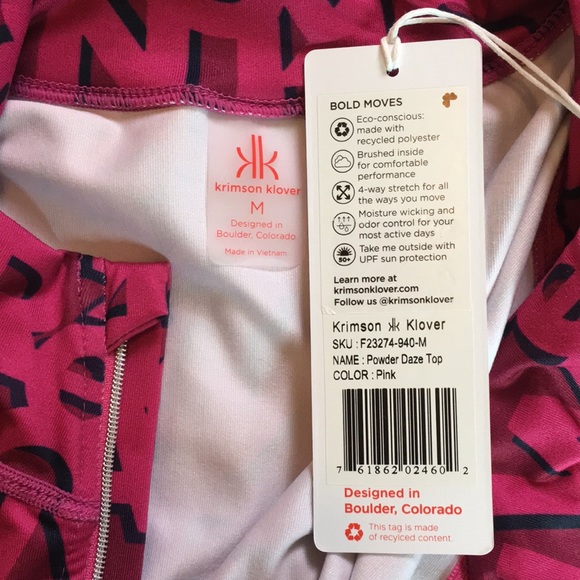 krimson klover
M
Designed in
Boulder, Colorado
Made in Vietnam
BOLD MOVES
Eco-conscious:
made with
recycled polyester
Brushed inside
for comfortable
performance
4-way stretch for all
the ways you move
Moisture wicking and
odor control for your
most active days
50+
Take me outside with
UPF sun protection
Learn more at
krimsonklover.com
Follow us @krimsonklover
Krimson Klover
SKU : F23274-940-M
NAME : Powder Daze Top
COLOR : Pink
7 61862 02460 2
Designed in
Boulder, Colorado
This tag is made
of recyclced content